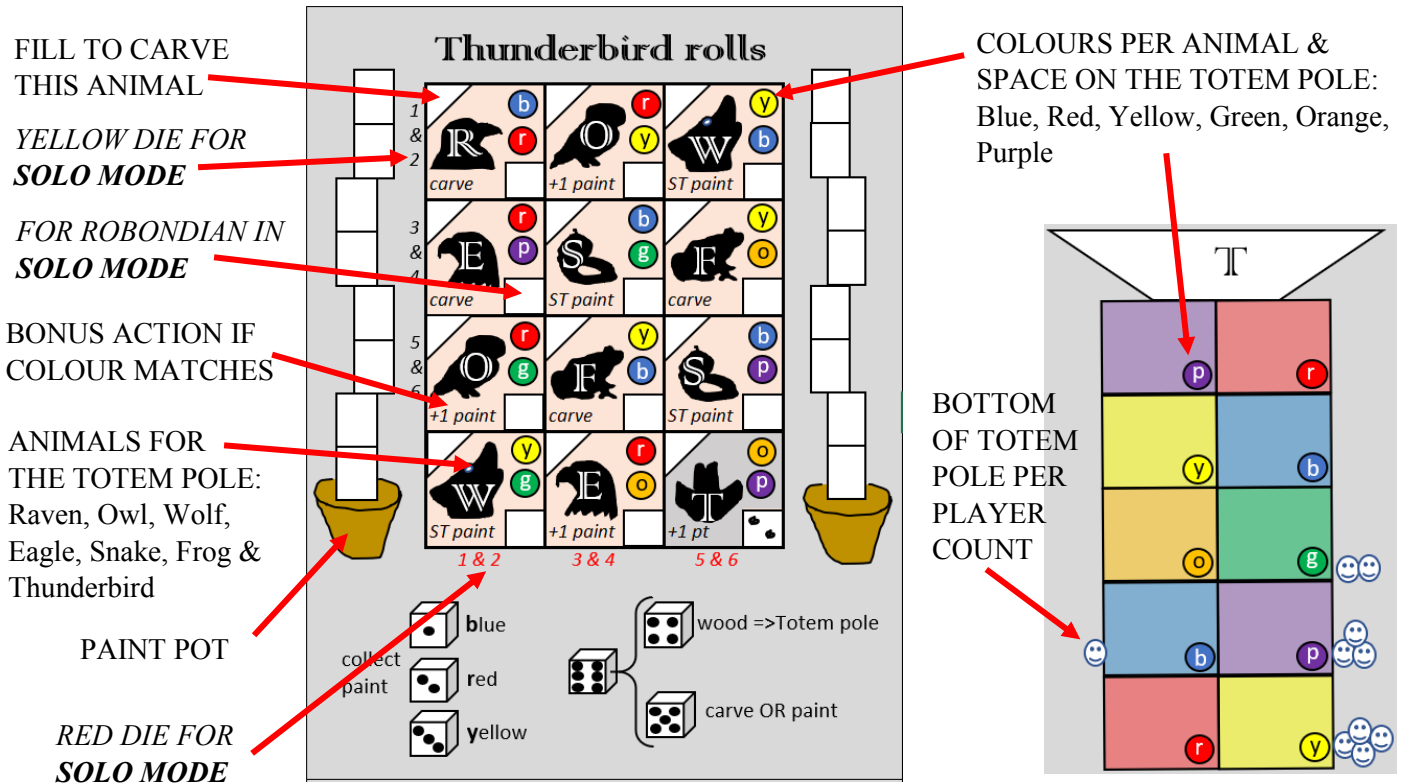 FILL TO CARVE
THIS ANIMAL
YELLOW DIE FOR
SOLO MODE
FOR ROBONDIAN IN
SOLO MODE
BONUS ACTION IF
COLOUR MATCHES
ANIMALS FOR
THE TOTEM POLE:
Raven, Owl, Wolf,
Eagle, Snake, Frog &
Thunderbird
PAINT POT
RED DIE FOR
SOLO MODE
Thunderbird rolls
1
&
2
b
R
r
carve
r
O
y
+1 paint
y
W
b
ST paint
3
&
4
r
E
p
carve
b
S
g
ST paint
y
F
o
carve
5
&
6
r
O
g
+1 paint
y
F
b
carve
b
S
p
ST paint
y
W
g
ST paint
r
E
o
+1 paint
o
T
p
+1 pt
1 & 2
3 & 4
5 & 6
collect
paint
blue
red
yellow
wood =>Totem pole
carve OR paint
COLOURS PER ANIMAL &
SPACE ON THE TOTEM POLE:
Blue, Red, Yellow, Green, Orange,
Purple
BOTTOM
OF TOTEM
POLE PER
PLAYER
COUNT
T
p
r
y
b
o
g
b
p
r
y